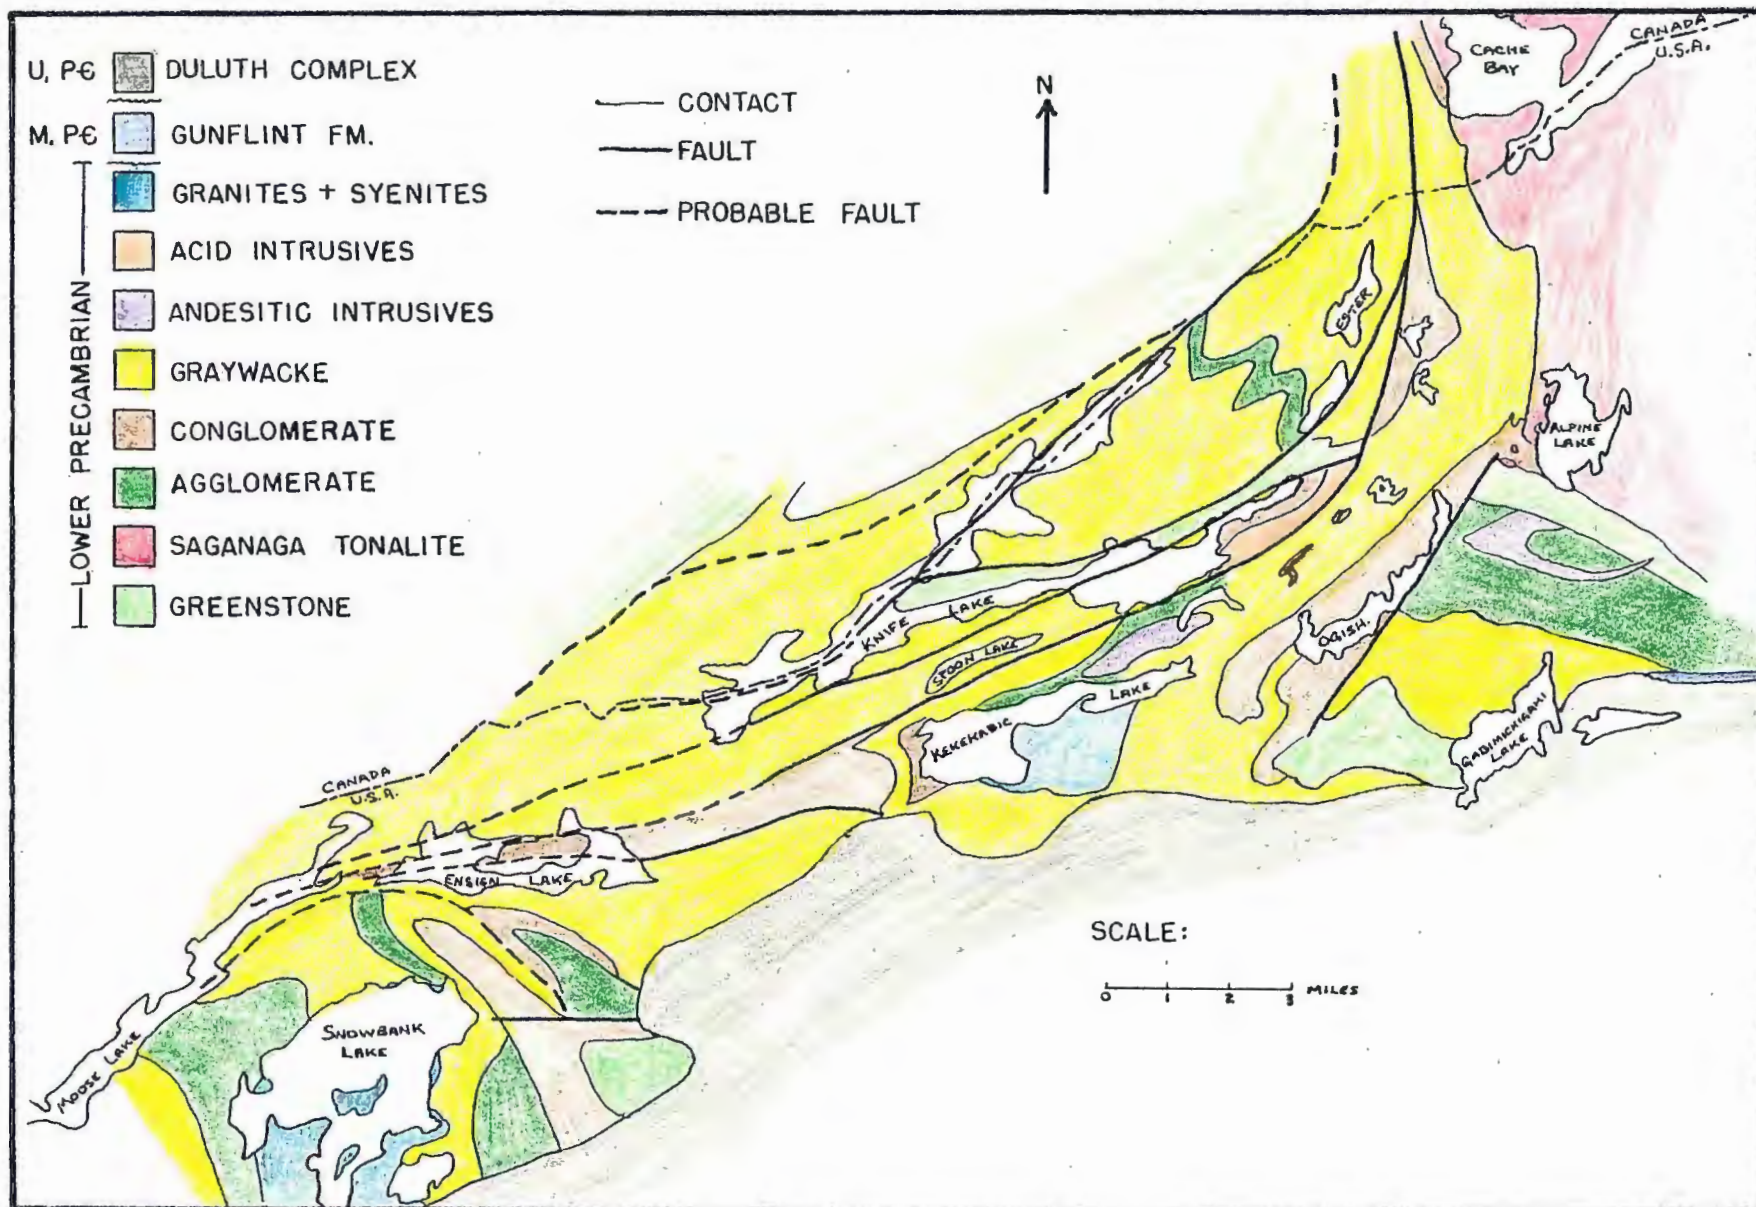 U, P€ DULUTH COMPLEX
M, P€ GUNFLINT FM.
GRANITES + SYENITES
ACID INTRUSIVES
ANDESITIC INTRUSIVES
GRAYWACKE
CONGLOMERATE
AGGLOMERATE
SAGANAGA TONALITE
GREENSTONE
LOWER PRECAMBRIAN
CONTACT
FAULT
PROBABLE FAULT
N
CACHE
BAY
CANADA
U.S.A.
ESTER
ALPINE
LAKE
KNIFE LAKE
SPOON LAKE
OGISH.
KEKEKABIC LAKE
GABIMICHIGAMI
LAKE
CANADA
U.S.A.
ENSIGN LAKE
SNOWBANK
LAKE
MOOSE LAKE
SCALE:
0 1 2 3 MILES